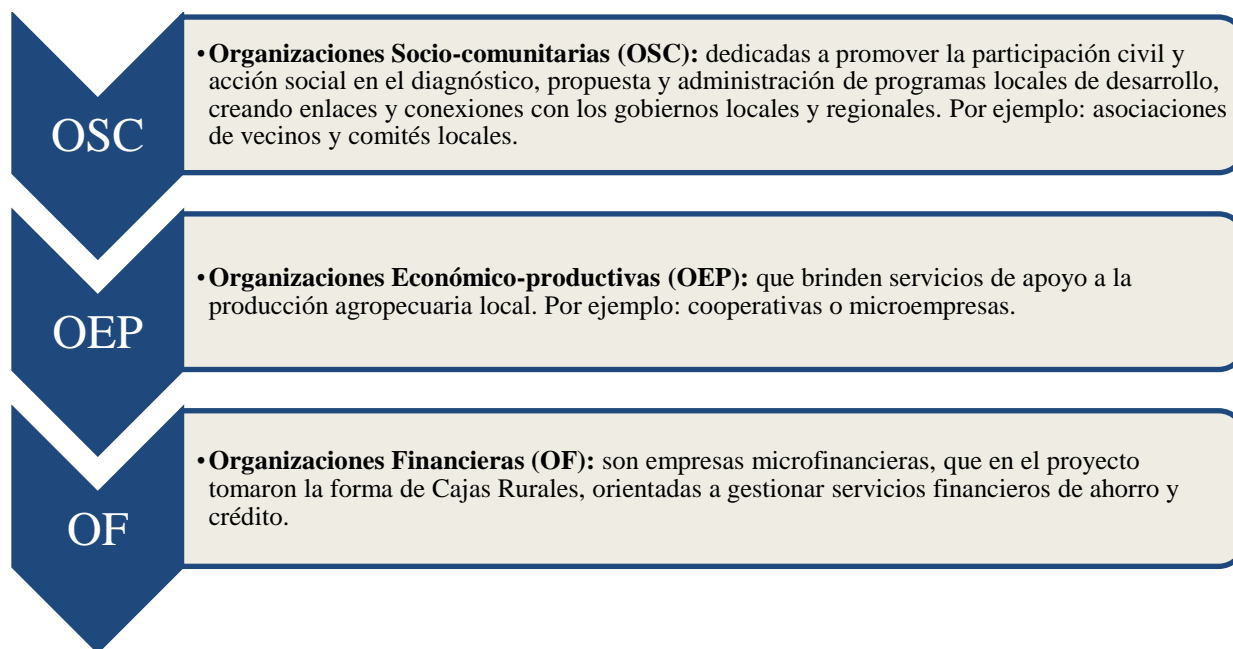 OSC
•Organizaciones Socio-comunitarias (OSC): dedicadas a promover la participación civil y
acción social en el diagnóstico, propuesta y administración de programas locales de desarrollo,
creando enlaces y conexiones con los gobiernos locales y regionales. Por ejemplo: asociaciones
de vecinos y comités locales.
OEP
•Organizaciones Económico-productivas (OEP): que brinden servicios de apoyo a la
producción agropecuaria local. Por ejemplo: cooperativas o microempresas.
OF
•Organizaciones Financieras (OF): son empresas microfinancieras, que en el proyecto
tomaron la forma de Cajas Rurales, orientadas a gestionar servicios financieros de ahorro y
crédito.